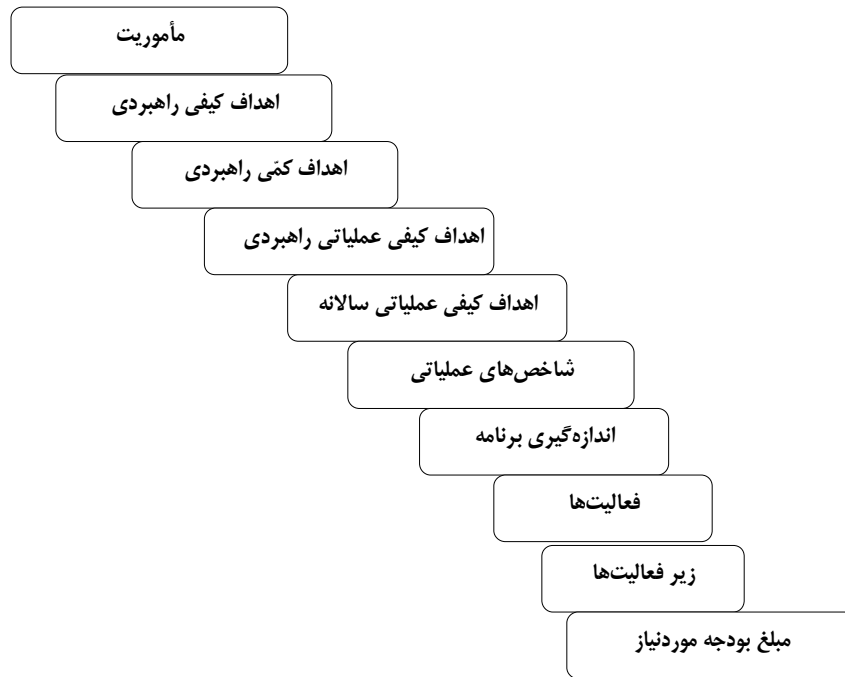 مأموریت
اهداف کیفی راهبردی
اهداف کمّی راهبردی
اهداف کیفی عملیاتی راهبردی
اهداف کیفی عملیاتی سالانه
شاخص‌های عملیاتی
اندازه‌گیری برنامه
فعالیت‌ها
زیر فعالیت‌ها
مبلغ بودجه موردنیاز